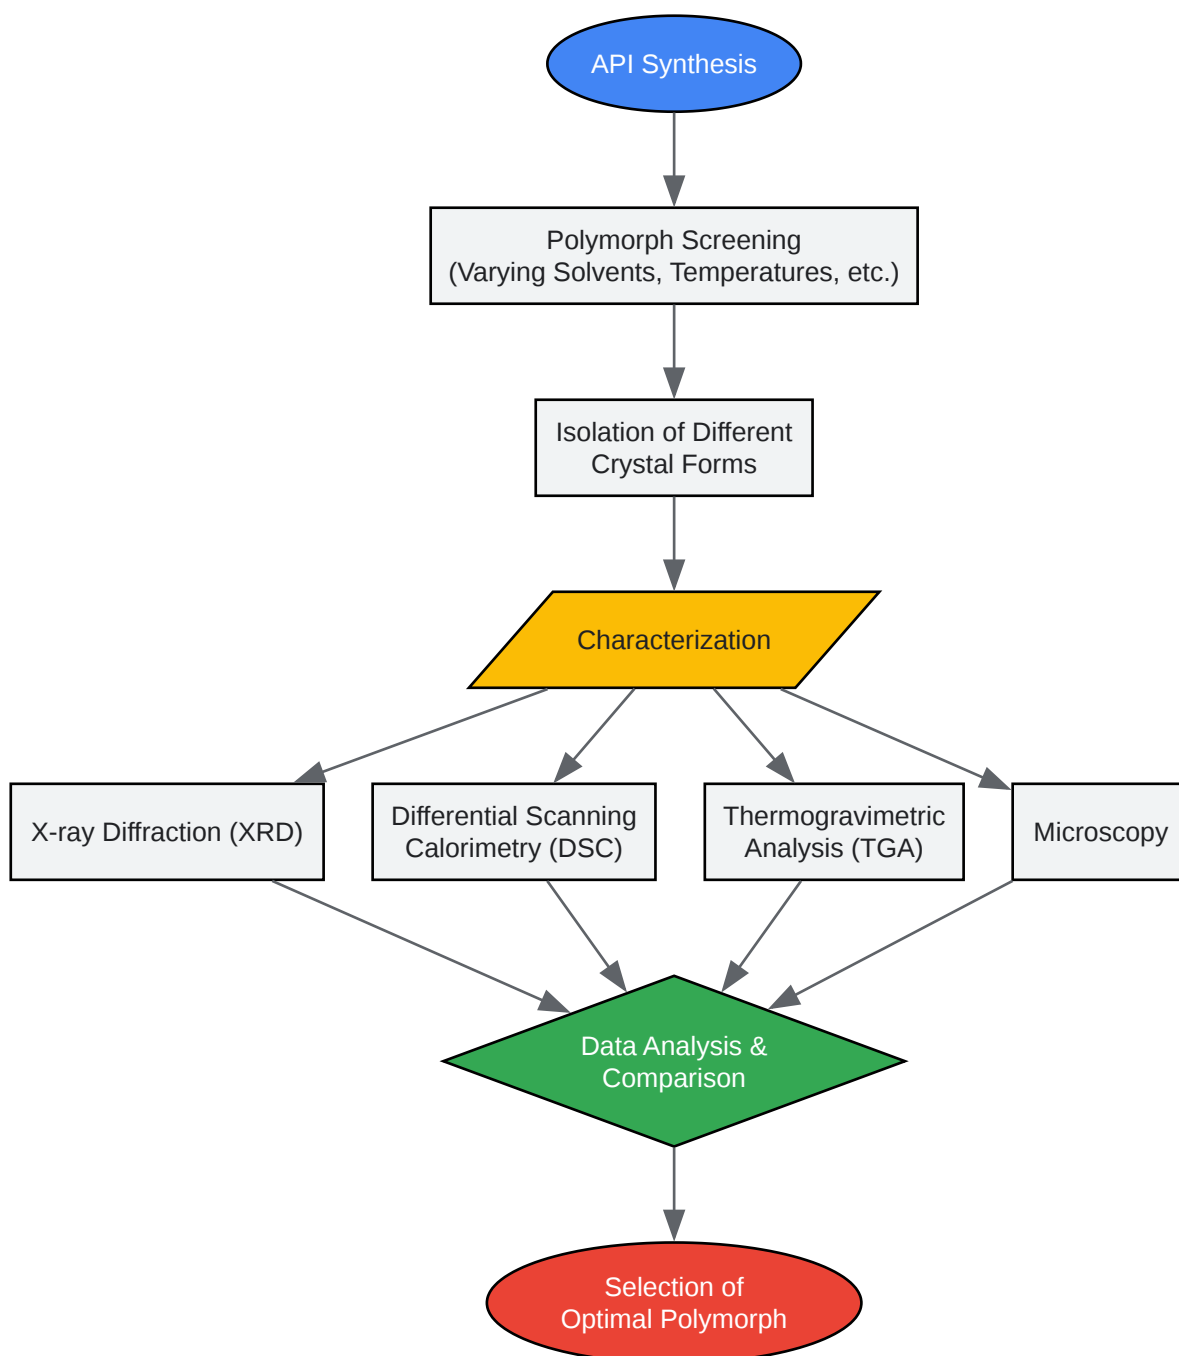 API Synthesis
Polymorph Screening
(Varying Solvents, Temperatures, etc.)
Isolation of Different
Crystal Forms
Characterization
X-ray Diffraction (XRD)
Differential Scanning
Calorimetry (DSC)
Thermogravimetric
Analysis (TGA)
Microscopy
Data Analysis &
Comparison
Selection of
Optimal Polymorph